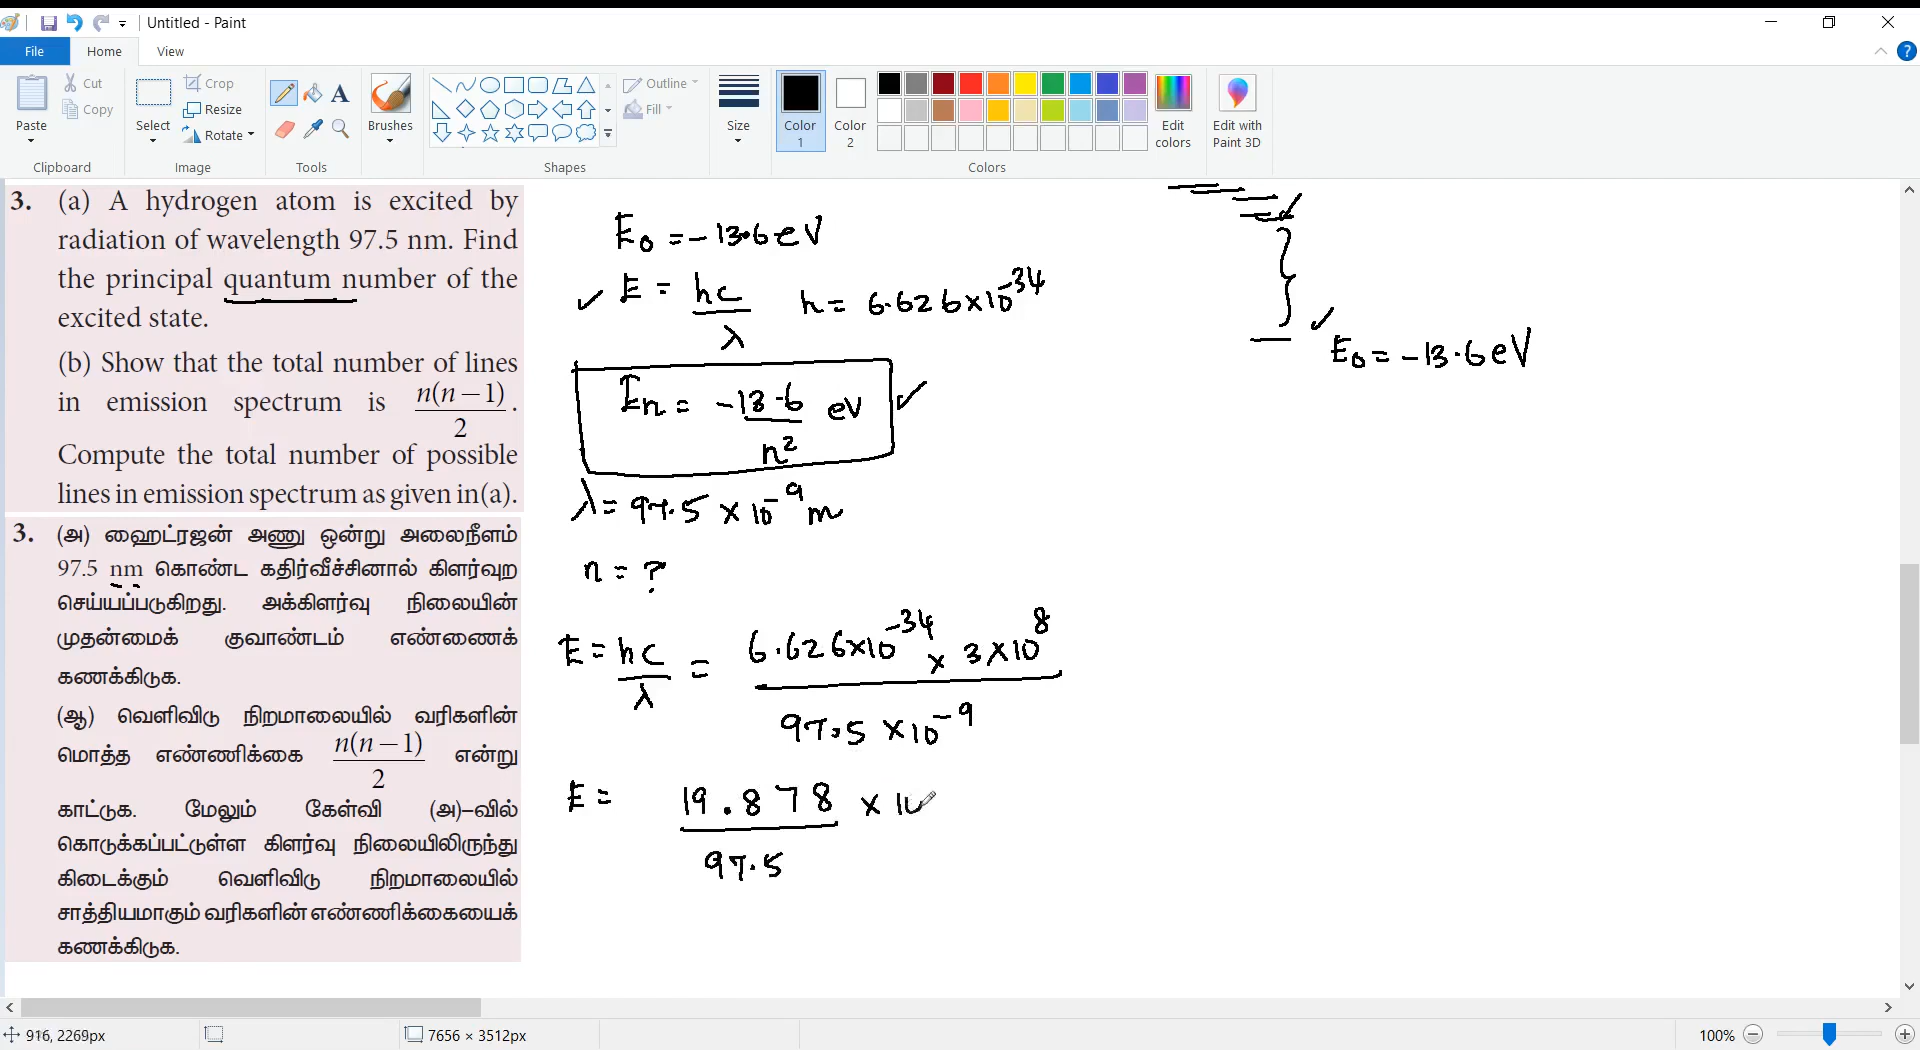 Untitled - Paint
File Home View
Paste Cut Copy Clipboard
Select Crop Resize Rotate Image
Tools
Brushes
Outline Fill Shapes
Size
Color 1 Color 2
Edit colors Colors
Edit with Paint 3D
3. (a) A hydrogen atom is excited by
radiation of wavelength 97.5 nm. Find
the principal quantum number of the
excited state.
(b) Show that the total number of lines
in emission spectrum is n(n−1)/2.
Compute the total number of possible
lines in emission spectrum as given in(a).
3. (அ) ஹைட்ரஜன் அணு ஒன்று அலைநீளம்
97.5 nm கொண்ட கதிர்வீச்சினால் கிளர்வுற
செய்யப்படுகிறது. அக்கிளர்வு நிலையின்
முதன்மைக் குவாண்டம் எண்ணைக்
கணக்கிடுக.
(ஆ) வெளிவிடு நிறமாலையில் வரிகளின்
மொத்த எண்ணிக்கை n(n−1)/2 என்று
காட்டுக. மேலும் கேள்வி (அ)–வில்
கொடுக்கப்பட்டுள்ள கிளர்வு நிலையிலிருந்து
கிடைக்கும் வெளிவிடு நிறமாலையில்
சாத்தியமாகும் வரிகளின் எண்ணிக்கையைக்
கணக்கிடுக.
E₀ = −13.6 eV
E = hc/λ h = 6.626×10⁻³⁴
Eₙ = −13.6/n² eV
λ = 97.5 × 10⁻⁹ m
n = ?
E = hc/λ = 6.626×10⁻³⁴ × 3×10⁸ / 97.5 ×10⁻⁹
E = 19.878/97.5 × 10
E₀ = −13.6 eV
916, 2269px
7656 × 3512px
100%